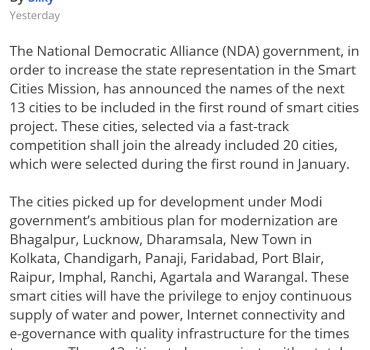 Yesterday
The National Democratic Alliance (NDA) government, in
order to increase the state representation in the Smart
Cities Mission, has announced the names of the next
13 cities to be included in the first round of smart cities
project. These cities, selected via a fast-track
competition shall join the already included 20 cities,
which were selected during the first round in January.
The cities picked up for development under Modi
government's ambitious plan for modernization are
Bhagalpur, Lucknow, Dharamsala, New Town in
Kolkata, Chandigarh, Panaji, Faridabad, Port Blair,
Raipur, Imphal, Ranchi, Agartala and Warangal. These
smart cities will have the privilege to enjoy continuous
supply of water and power, Internet connectivity and
e-governance with quality infrastructure for the times